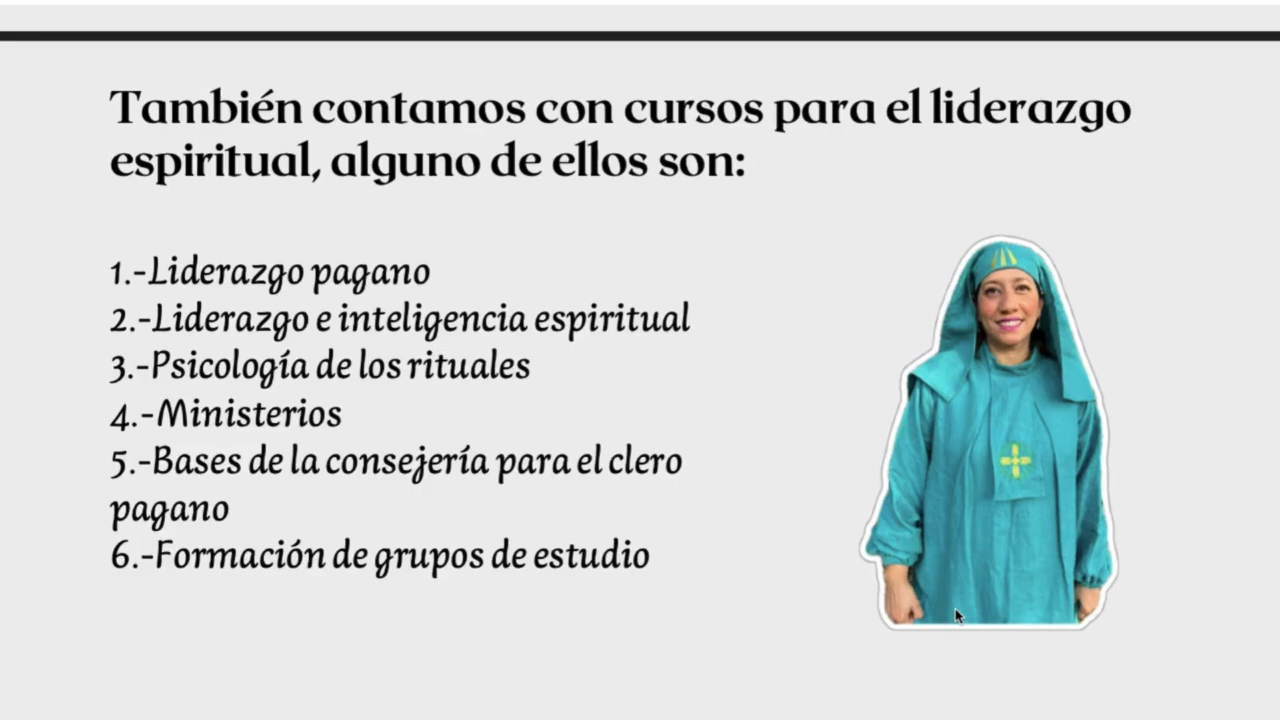 También contamos con cursos para el liderazgo
espiritual, alguno de ellos son:
1.-Liderazgo pagano
2.-Liderazgo e inteligencia espiritual
3.-Psicología de los rituales
4.-Ministerios
5.-Bases de la consejería para el clero
pagano
6.-Formación de grupos de estudio